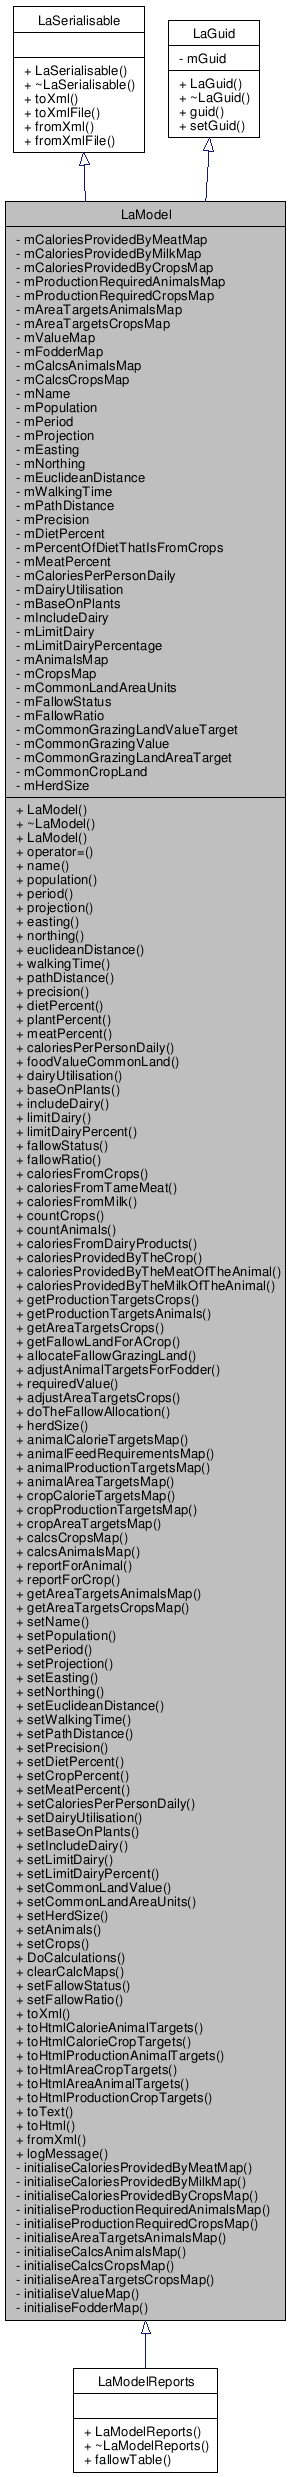 LaSerialisable
+ LaSerialisable()
+ ~LaSerialisable()
+ toXml()
+ toXmlFile()
+ fromXml()
+ fromXmlFile()
LaGuid
- mGuid
+ LaGuid()
+ ~LaGuid()
+ guid()
+ setGuid()
LaModel
- mCaloriesProvidedByMeatMap
- mCaloriesProvidedByMilkMap
- mCaloriesProvidedByCropsMap
- mProductionRequiredAnimalsMap
- mProductionRequiredCropsMap
- mAreaTargetsAnimalsMap
- mAreaTargetsCropsMap
- mValueMap
- mFodderMap
- mCalcsAnimalsMap
- mCalcsCropsMap
- mName
- mPopulation
- mPeriod
- mProjection
- mEasting
- mNorthing
- mEuclideanDistance
- mWalkingTime
- mPathDistance
- mPrecision
- mDietPercent
- mPercentOfDietThatIsFromCrops
- mMeatPercent
- mCaloriesPerPersonDaily
- mDairyUtilisation
- mBaseOnPlants
- mIncludeDairy
- mLimitDairy
- mLimitDairyPercentage
- mAnimalsMap
- mCropsMap
- mCommonLandAreaUnits
- mFallowStatus
- mFallowRatio
- mCommonGrazingLandValueTarget
- mCommonGrazingValue
- mCommonGrazingLandAreaTarget
- mCommonCropLand
- mHerdSize
+ LaModel()
+ ~LaModel()
+ LaModel()
+ operator=()
+ name()
+ population()
+ period()
+ projection()
+ easting()
+ northing()
+ euclideanDistance()
+ walkingTime()
+ pathDistance()
+ precision()
+ dietPercent()
+ plantPercent()
+ meatPercent()
+ caloriesPerPersonDaily()
+ foodValueCommonLand()
+ dairyUtilisation()
+ baseOnPlants()
+ includeDairy()
+ limitDairy()
+ limitDairyPercent()
+ fallowStatus()
+ fallowRatio()
+ caloriesFromCrops()
+ caloriesFromTameMeat()
+ caloriesFromMilk()
+ countCrops()
+ countAnimals()
+ caloriesFromDairyProducts()
+ caloriesProvidedByTheCrop()
+ caloriesProvidedByTheMeatOfTheAnimal()
+ caloriesProvidedByTheMilkOfTheAnimal()
+ getProductionTargetsCrops()
+ getProductionTargetsAnimals()
+ getAreaTargetsCrops()
+ getFallowLandForACrop()
+ allocateFallowGrazingLand()
+ adjustAnimalTargetsForFodder()
+ requiredValue()
+ adjustAreaTargetsCrops()
+ doTheFallowAllocation()
+ herdSize()
+ animalCalorieTargetsMap()
+ animalFeedRequirementsMap()
+ animalProductionTargetsMap()
+ animalAreaTargetsMap()
+ cropCalorieTargetsMap()
+ cropProductionTargetsMap()
+ cropAreaTargetsMap()
+ calcsCropsMap()
+ calcsAnimalsMap()
+ reportForAnimal()
+ reportForCrop()
+ getAreaTargetsAnimalsMap()
+ getAreaTargetsCropsMap()
+ setName()
+ setPopulation()
+ setPeriod()
+ setProjection()
+ setEasting()
+ setNorthing()
+ setEuclideanDistance()
+ setWalkingTime()
+ setPathDistance()
+ setPrecision()
+ setDietPercent()
+ setCropPercent()
+ setMeatPercent()
+ setCaloriesPerPersonDaily()
+ setDairyUtilisation()
+ setBaseOnPlants()
+ setIncludeDairy()
+ setLimitDairy()
+ setLimitDairyPercent()
+ setCommonLandValue()
+ setCommonLandAreaUnits()
+ setHerdSize()
+ setAnimals()
+ setCrops()
+ DoCalculations()
+ clearCalcMaps()
+ setFallowStatus()
+ setFallowRatio()
+ toXml()
+ toHtmlCalorieAnimalTargets()
+ toHtmlCalorieCropTargets()
+ toHtmlProductionAnimalTargets()
+ toHtmlAreaCropTargets()
+ toHtmlAreaAnimalTargets()
+ toHtmlProductionCropTargets()
+ toText()
+ toHtml()
+ fromXml()
+ logMessage()
- initialiseCaloriesProvidedByMeatMap()
- initialiseCaloriesProvidedByMilkMap()
- initialiseCaloriesProvidedByCropsMap()
- initialiseProductionRequiredAnimalsMap()
- initialiseProductionRequiredCropsMap()
- initialiseAreaTargetsAnimalsMap()
- initialiseCalcsAnimalsMap()
- initialiseCalcsCropsMap()
- initialiseAreaTargetsCropsMap()
- initialiseValueMap()
- initialiseFodderMap()
LaModelReports
+ LaModelReports()
+ ~LaModelReports()
+ fallowTable()